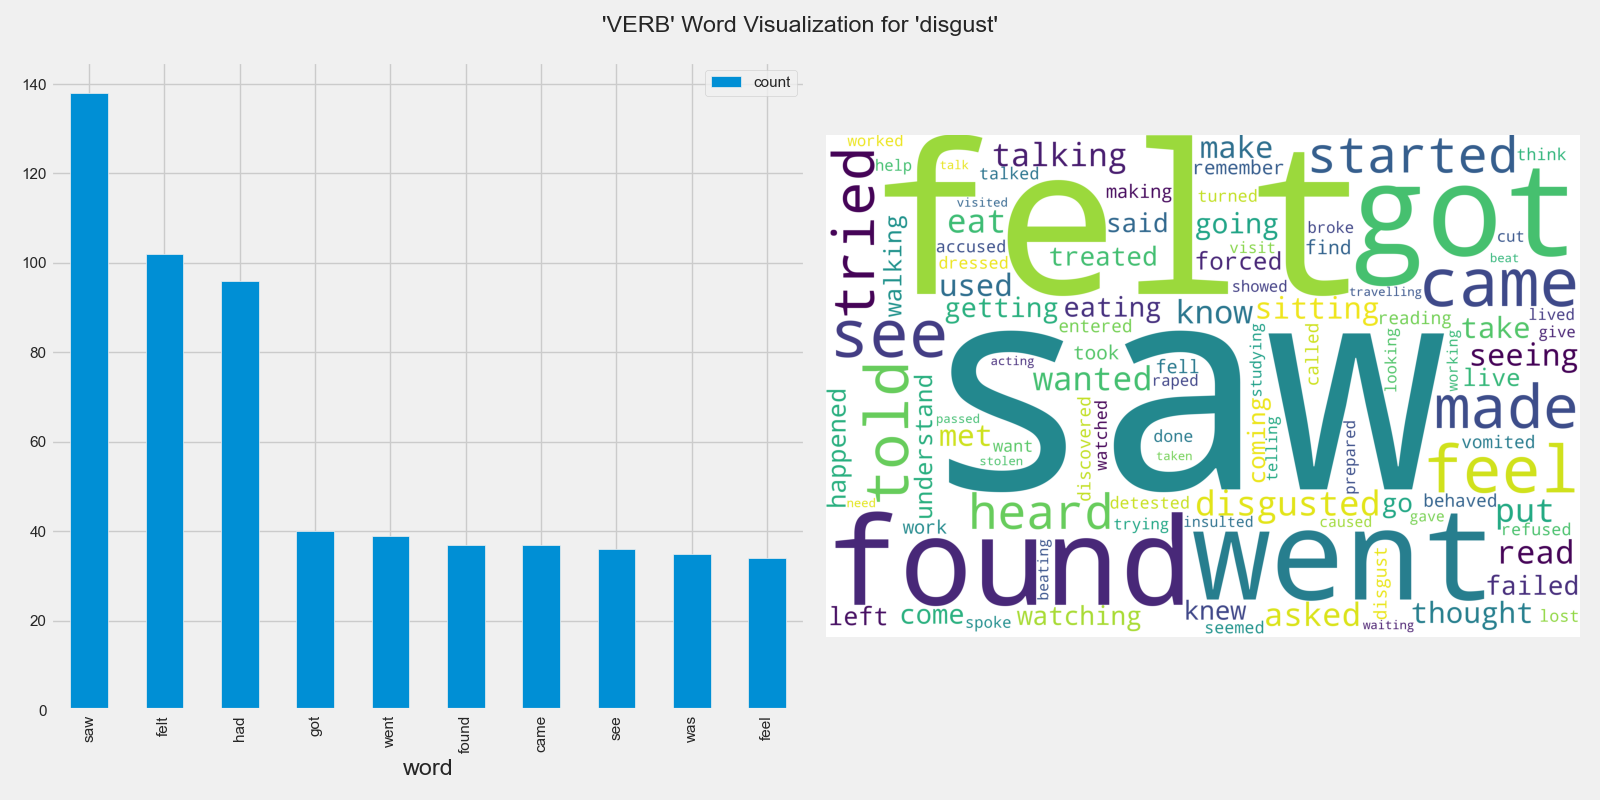 'VERB' Word Visualization for 'disgust'
count
140
120
100
80
60
40
20
0
saw
felt
had
got
went
found
came
see
was
feel
word
worked
help
talk
talking
talked
visited
making
make
remember
turned
started
think
tried
felt
got
walking
eat
accused
dressed
used
said
treated
going
visit
forced
showed
broke
find
cut
beat
travelling
came
lived
give
see
getting
eating
entered
know
sitting
reading
take
seeing
live
acting
took
fell
raped
wanted
studying
called
looking
working
saw
made
happened
told
understand
passed
met
want
stolen
discovered
watched
done
taken
coming
telling
prepared
vomited
feel
need
heard
detested
disgusted
go
behaved
put
work
trying
insulted
caused
gave
refused
found
went
read
beating
disgust
failed
left
come
spoke
watching
knew
seemed
asked
waiting
thought
lost